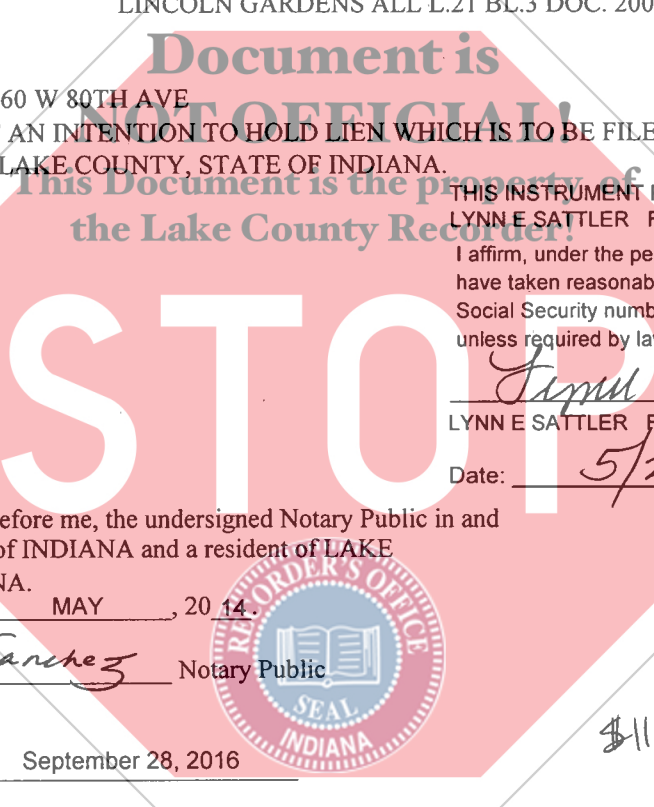 LINCOLN GARDENS ALL L.21 BL.3 DOC. 200
Document is
60 W 80TH AVE
NOT OFFICIAL!
AN INTENTION TO HOLD LIEN WHICH IS TO BE FILE
LAKE COUNTY, STATE OF INDIANA.
This Document is the property of
THIS INSTRUMENT
LYNN E SATTLER
the Lake County Recorder!
I affirm, under the pe
have taken reasonab
Social Security numb
unless required by la
STOP
LYNN E SATTLER
Date: 5/2
efore me, the undersigned Notary Public in and
of INDIANA and a resident of LAKE
NA.
MAY , 20 14.
anchez Notary Public
RECORDER'S OFFICE
SEAL
INDIANA
$11
September 28, 2016